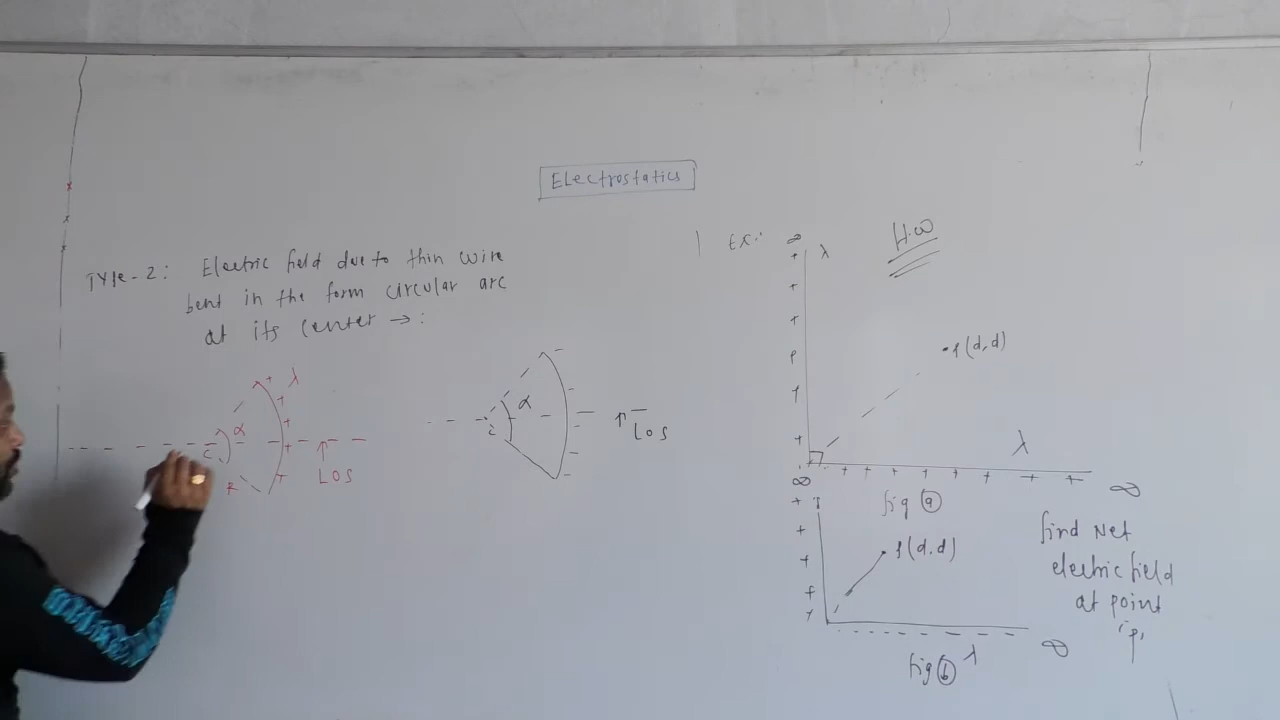 Electrostatics
TYPE-2: Electric field due to thin wire
bent in the form circular arc
at its center →:
λ
α
C
R
↑
LOS
α
C
↑
LOS
Ex:
∞
λ
H.W
P(d,d)
λ
∞
∞
fig (a)
P(d,d)
find Net
electric field
at point
'P'
∞
fig (b)
λ